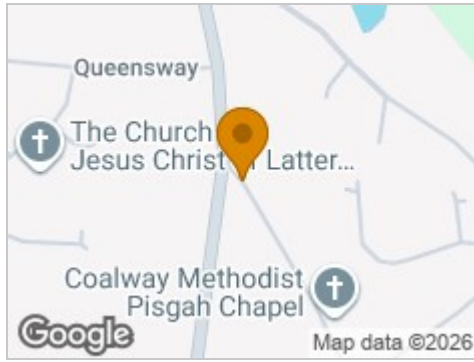 Queensway
The Church
Jesus Christ Latter...
Coalway Methodist
Pisgah Chapel
Google
Map data ©2026